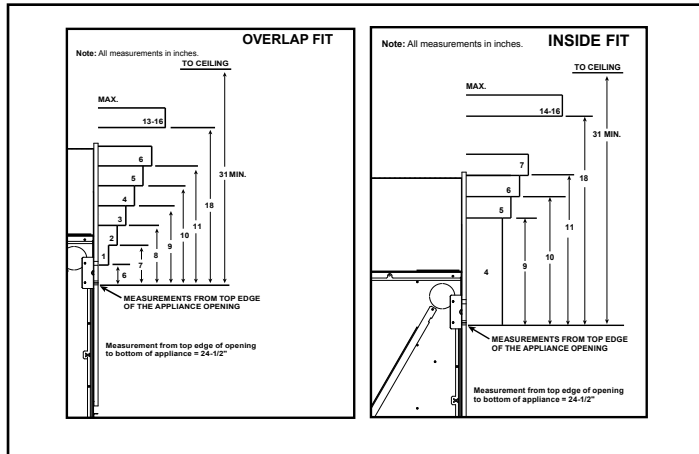 OVERLAP FIT
Note: All measurements in inches.
TO CEILING
MAX.
13-16
6
5
4
3
2
1
6
7
8
9
10
11
18
31 MIN.
MEASUREMENTS FROM TOP EDGE
OF THE APPLIANCE OPENING
Measurement from top edge of opening
to bottom of appliance = 24-1/2"
INSIDE FIT
Note: All measurements in inches.
TO CEILING
MAX.
14-16
7
6
5
4
9
10
11
18
31 MIN.
MEASUREMENTS FROM TOP EDGE
OF THE APPLIANCE OPENING
Measurement from top edge of opening
to bottom of appliance = 24-1/2"